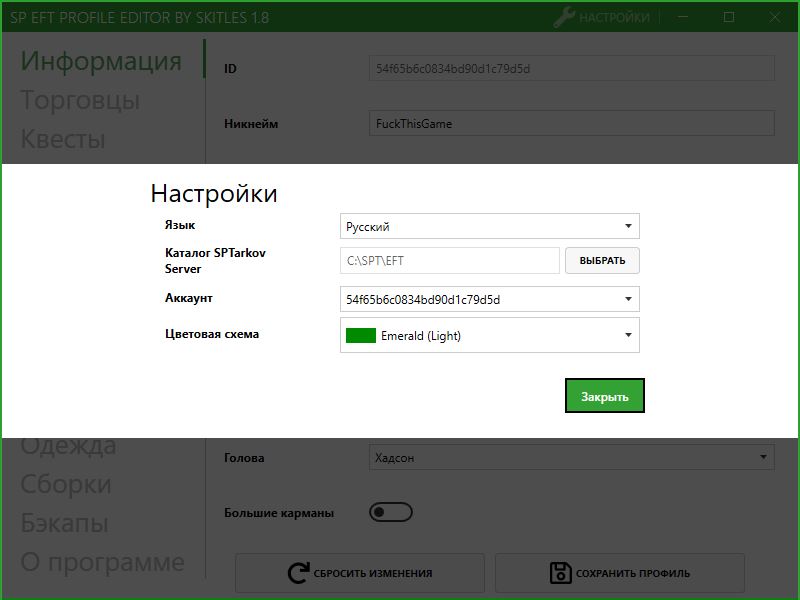 SP EFT PROFILE EDITOR BY SKITLES 1.8
НАСТРОЙКИ
Информация
Торговцы
Квесты
ID
54f65b6c0834bd90d1c79d5d
Никнейм
FuckThisGame
Настройки
Язык
Русский
Каталог SPTarkov
Server
C:\SPT\EFT
ВЫБРАТЬ
Аккаунт
54f65b6c0834bd90d1c79d5d
Цветовая схема
Emerald (Light)
Закрыть
Одежда
Сборки
Бэкапы
О программе
Голова
Хадсон
Большие карманы
СБРОСИТЬ ИЗМЕНЕНИЯ
СОХРАНИТЬ ПРОФИЛЬ